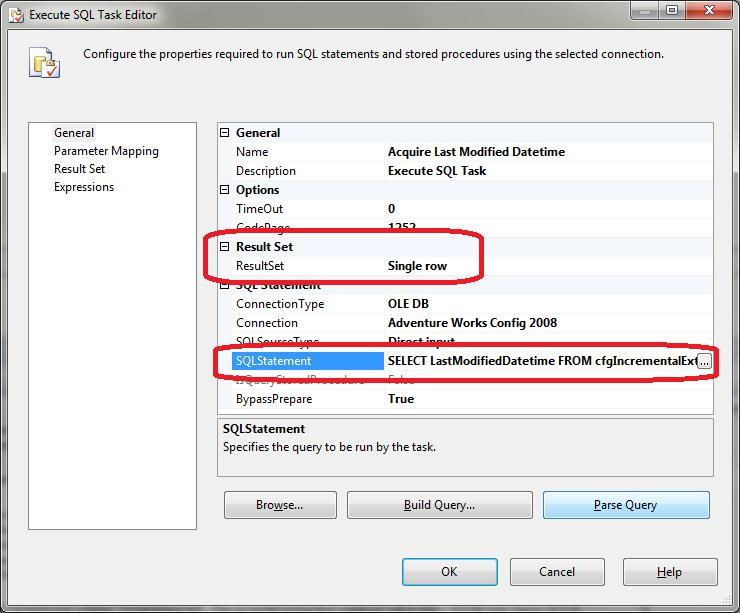 Execute SQL Task Editor
Configure the properties required to run SQL statements and stored procedures using the selected connection.
General
Parameter Mapping
Result Set
Expressions
General
Name Acquire Last Modified Datetime
Description Execute SQL Task
Options
TimeOut 0
CodePage 1252
Result Set
ResultSet Single row
SQL Statement
ConnectionType OLE DB
Connection Adventure Works Config 2008
SQLSourceType Direct input
SQLStatement SELECT LastModifiedDatetime FROM cfgIncrementalExt ...
IsQueryStoredProcedure False
BypassPrepare True
SQLStatement
Specifies the query to be run by the task.
Browse... Build Query... Parse Query
OK Cancel Help